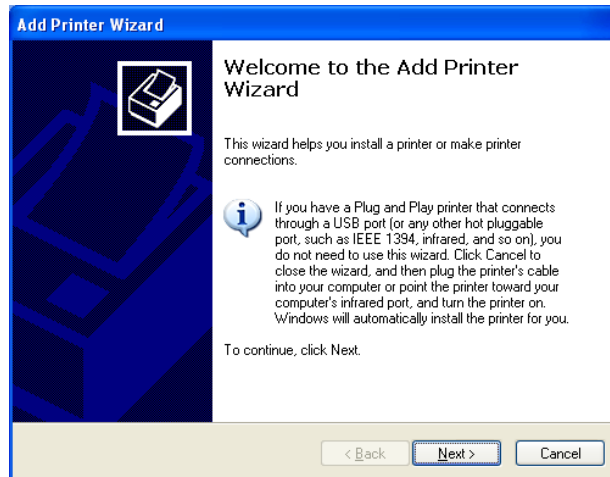 Add Printer Wizard
Welcome to the Add Printer
Wizard
This wizard helps you install a printer or make printer
connections.
If you have a Plug and Play printer that connects
through a USB port (or any other hot pluggable
port, such as IEEE 1394, infrared, and so on), you
do not need to use this wizard. Click Cancel to
close the wizard, and then plug the printer's cable
into your computer or point the printer toward your
computer's infrared port, and turn the printer on.
Windows will automatically install the printer for you.
To continue, click Next.
< Back Next > Cancel